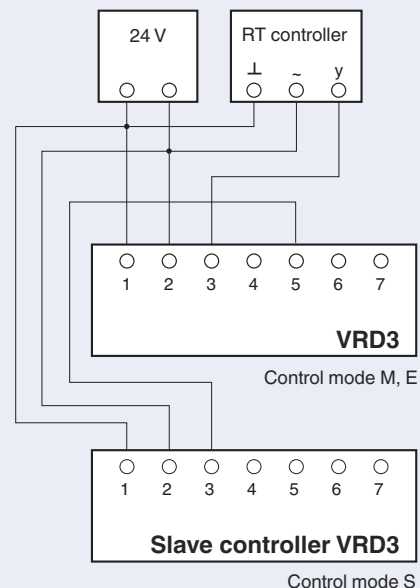 24 V RT controller
⊥ ~ y
1 2 3 4 5 6 7
VRD3
Control mode M, E
1 2 3 4 5 6 7
Slave controller VRD3
Control mode S